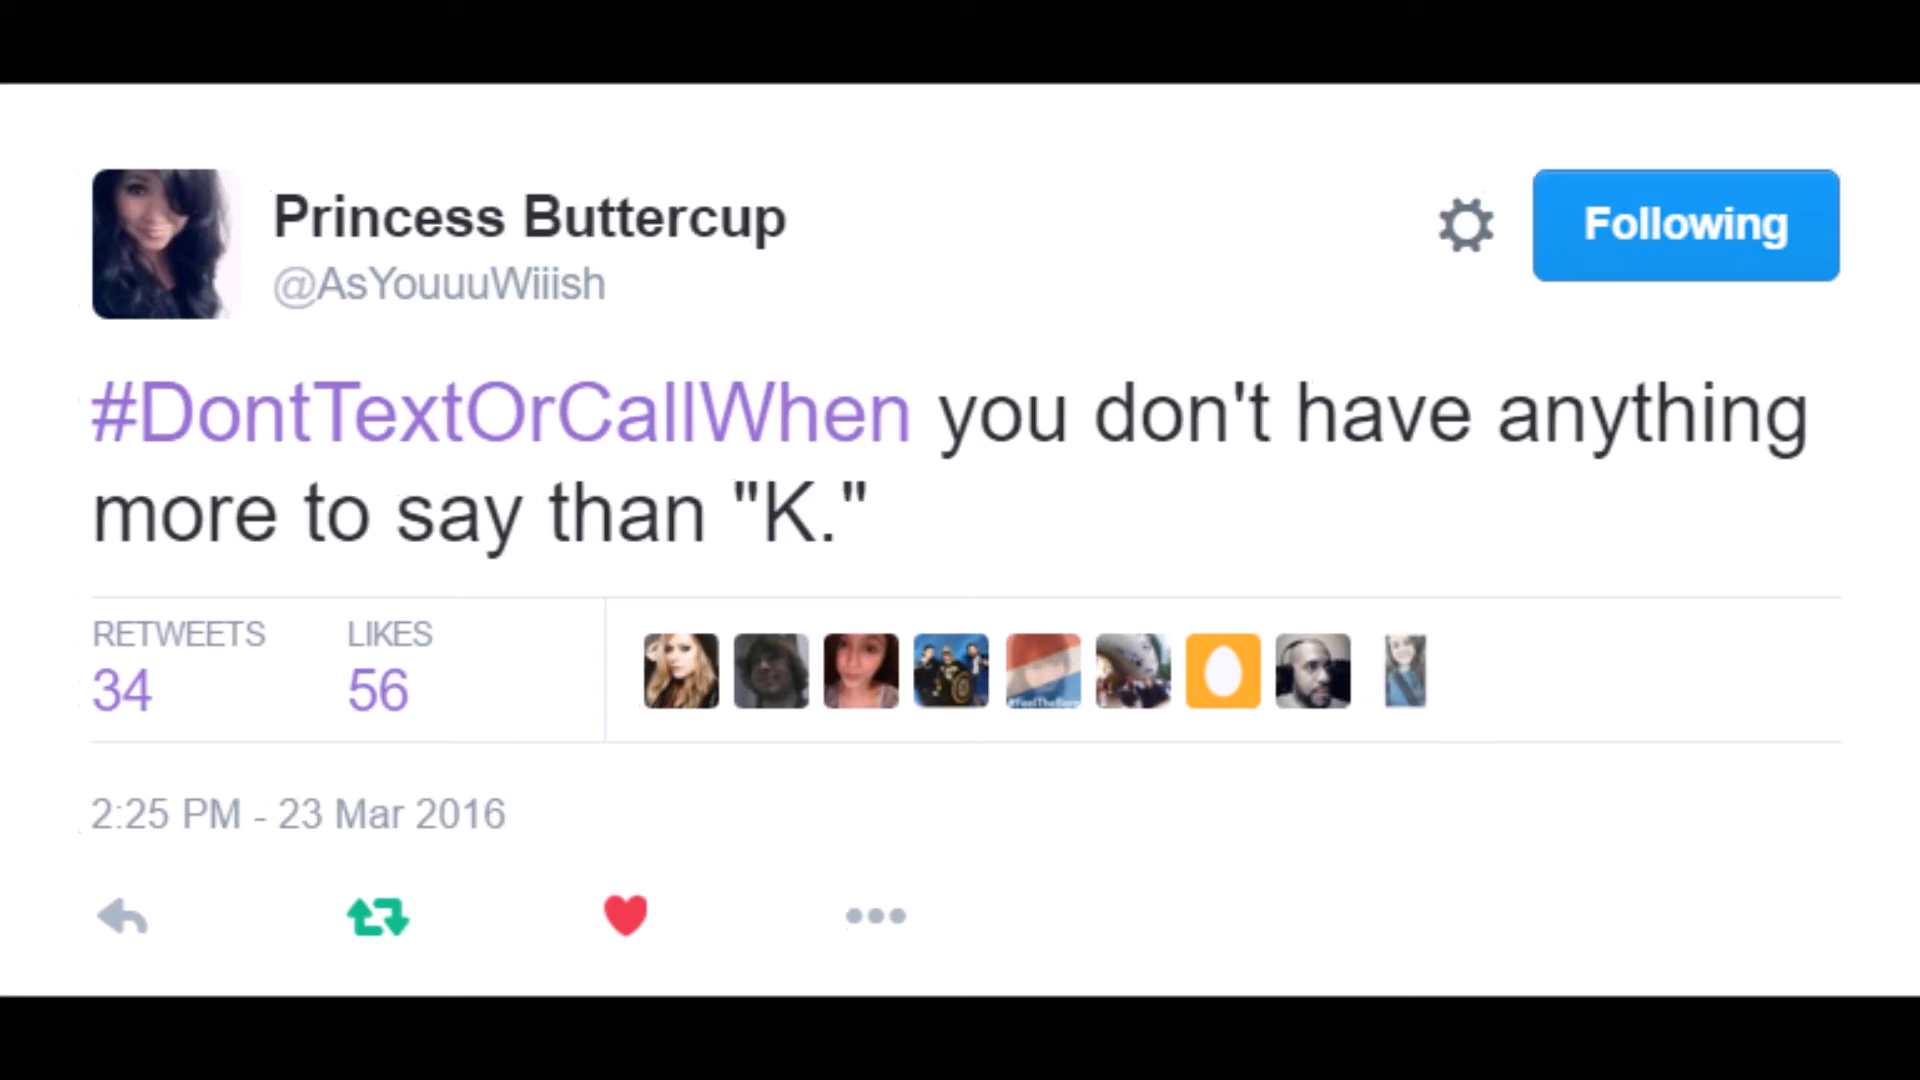 Princess Buttercup
@AsYouuuWiiish
Following
#DontTextOrCallWhen you don't have anything
more to say than "K."
RETWEETS LIKES
34 56
#FeelTheBern
2:25 PM - 23 Mar 2016